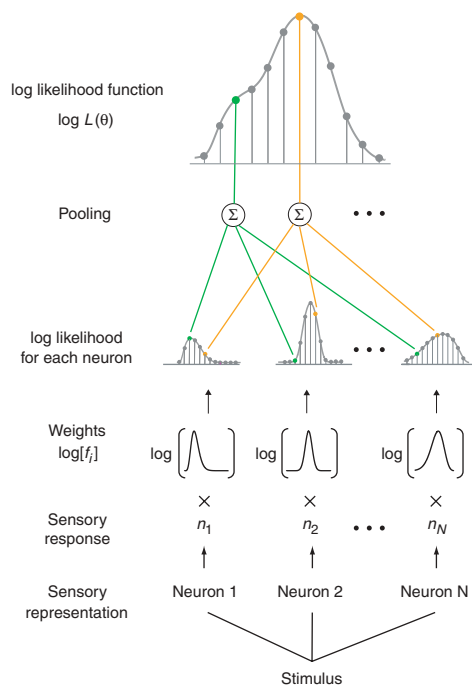 log likelihood function
log L(θ)
Pooling
Σ Σ •••
log likelihood
for each neuron
•••
Weights
log[fi]
log log log
× × ×
Sensory
response
n1 n2 ••• nN
Sensory
representation
Neuron 1 Neuron 2 Neuron N
Stimulus